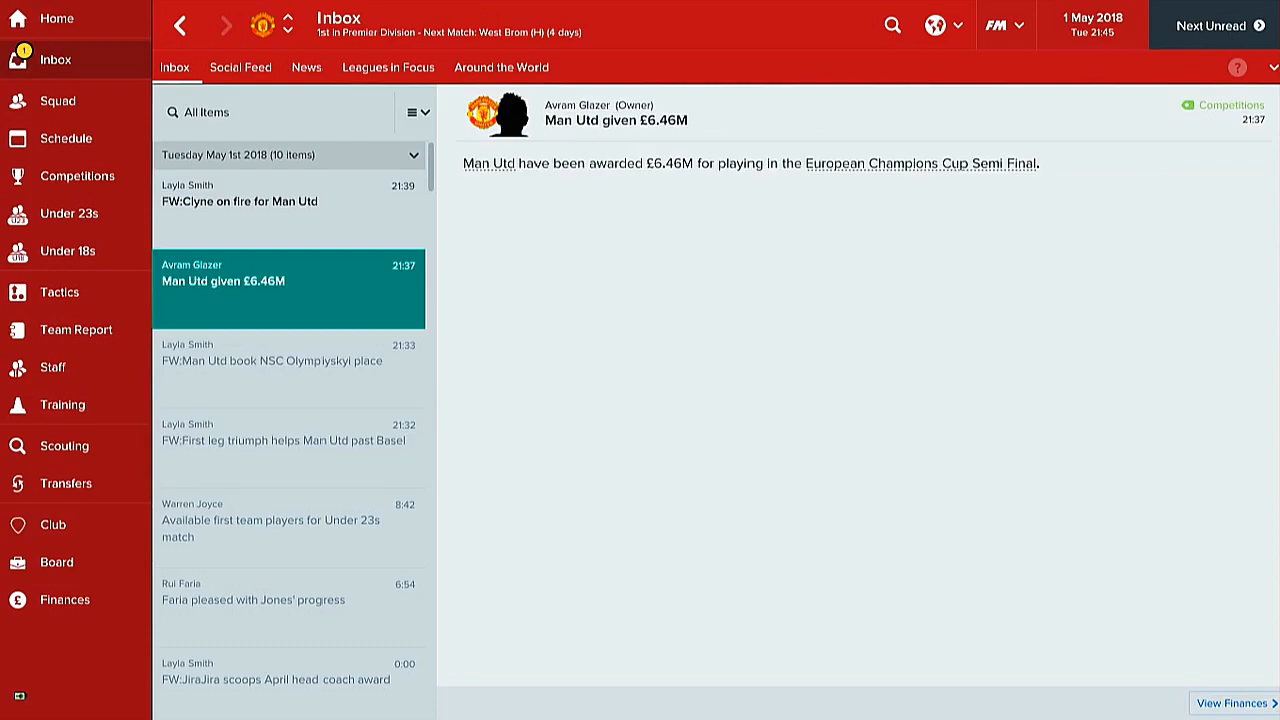 Home
1
Inbox
Squad
Schedule
Competitions
Under 23s
Under 18s
Tactics
Team Report
Staff
Training
Scouting
Transfers
Club
Board
Finances
Inbox
1st in Premier Division - Next Match: West Brom (H) (4 days)
FM
1 May 2018
Tue 21:45
Next Unread
Inbox Social Feed News Leagues in Focus Around the World
?
All Items
Tuesday May 1st 2018 (10 items)
Layla Smith 21:39
FW:Clyne on fire for Man Utd
Avram Glazer 21:37
Man Utd given £6.46M
Layla Smith 21:33
FW:Man Utd book NSC Olympiyskyi place
Layla Smith 21:32
FW:First leg triumph helps Man Utd past Basel
Warren Joyce 8:42
Available first team players for Under 23s
match
Rui Faria 6:54
Faria pleased with Jones' progress
Layla Smith 0:00
FW:JiraJira scoops April head coach award
Avram Glazer (Owner)
Man Utd given £6.46M
Competitions
21:37
Man Utd have been awarded £6.46M for playing in the European Champions Cup Semi Final.
View Finances